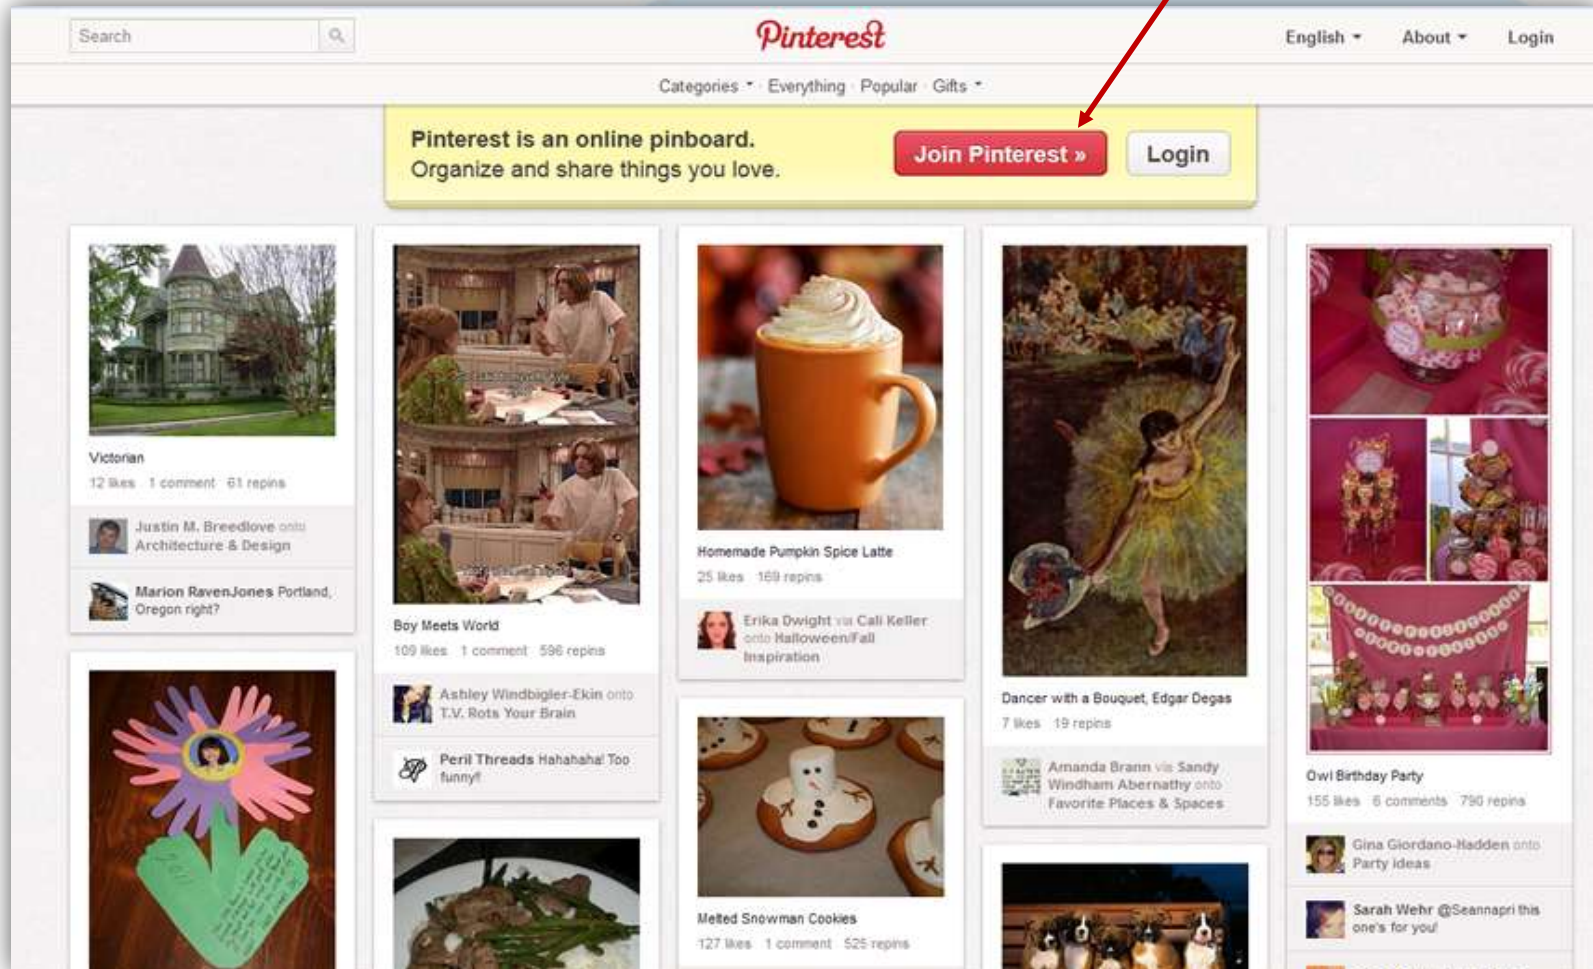 Search
Pinterest
English
About
Login
Categories · Everything · Popular · Gifts
Pinterest is an online pinboard.
Organize and share things you love.
Join Pinterest »
Login
Victorian
12 likes 1 comment 61 repins
Justin M. Breedlove onto
Architecture & Design
Marion RavenJones Portland,
Oregon right?
2011
Boy Meets World
109 likes 1 comment 596 repins
Ashley Windbigler-Ekin onto
T.V. Rots Your Brain
Peril Threads Hahahaha! Too
funny!!
Homemade Pumpkin Spice Latte
25 likes 169 repins
Erika Dwight via Cali Keller
onto Halloween/Fall
Inspiration
Melted Snowman Cookies
127 likes 1 comment 525 repins
Dancer with a Bouquet, Edgar Degas
7 likes 19 repins
Amanda Brann via Sandy
Windham Abernathy onto
Favorite Places & Spaces
Owl Birthday Party
155 likes 6 comments 790 repins
Gina Giordano-Hadden onto
Party ideas
Sarah Wehr @Seannapri this
one's for you!